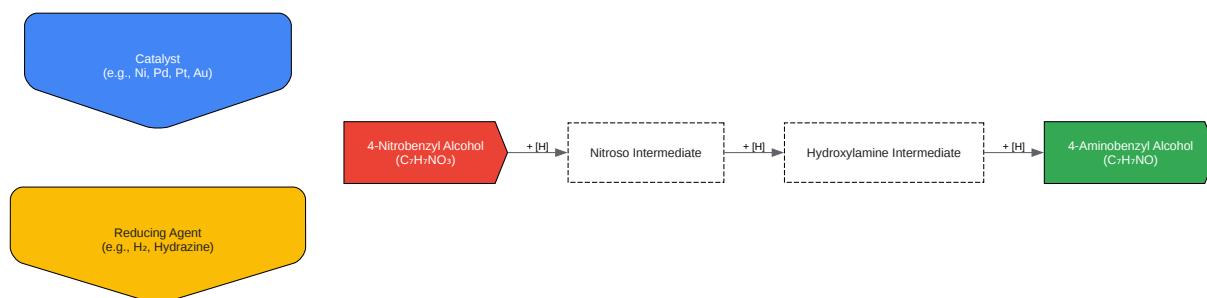 Catalyst
(e.g., Ni, Pd, Pt, Au)
4-Nitrobenzyl Alcohol
(C₇H₇NO₃)
+ [H]
Nitroso Intermediate
+ [H]
Hydroxylamine Intermediate
+ [H]
4-Aminobenzyl Alcohol
(C₇H₇NO)
Reducing Agent
(e.g., H₂, Hydrazine)